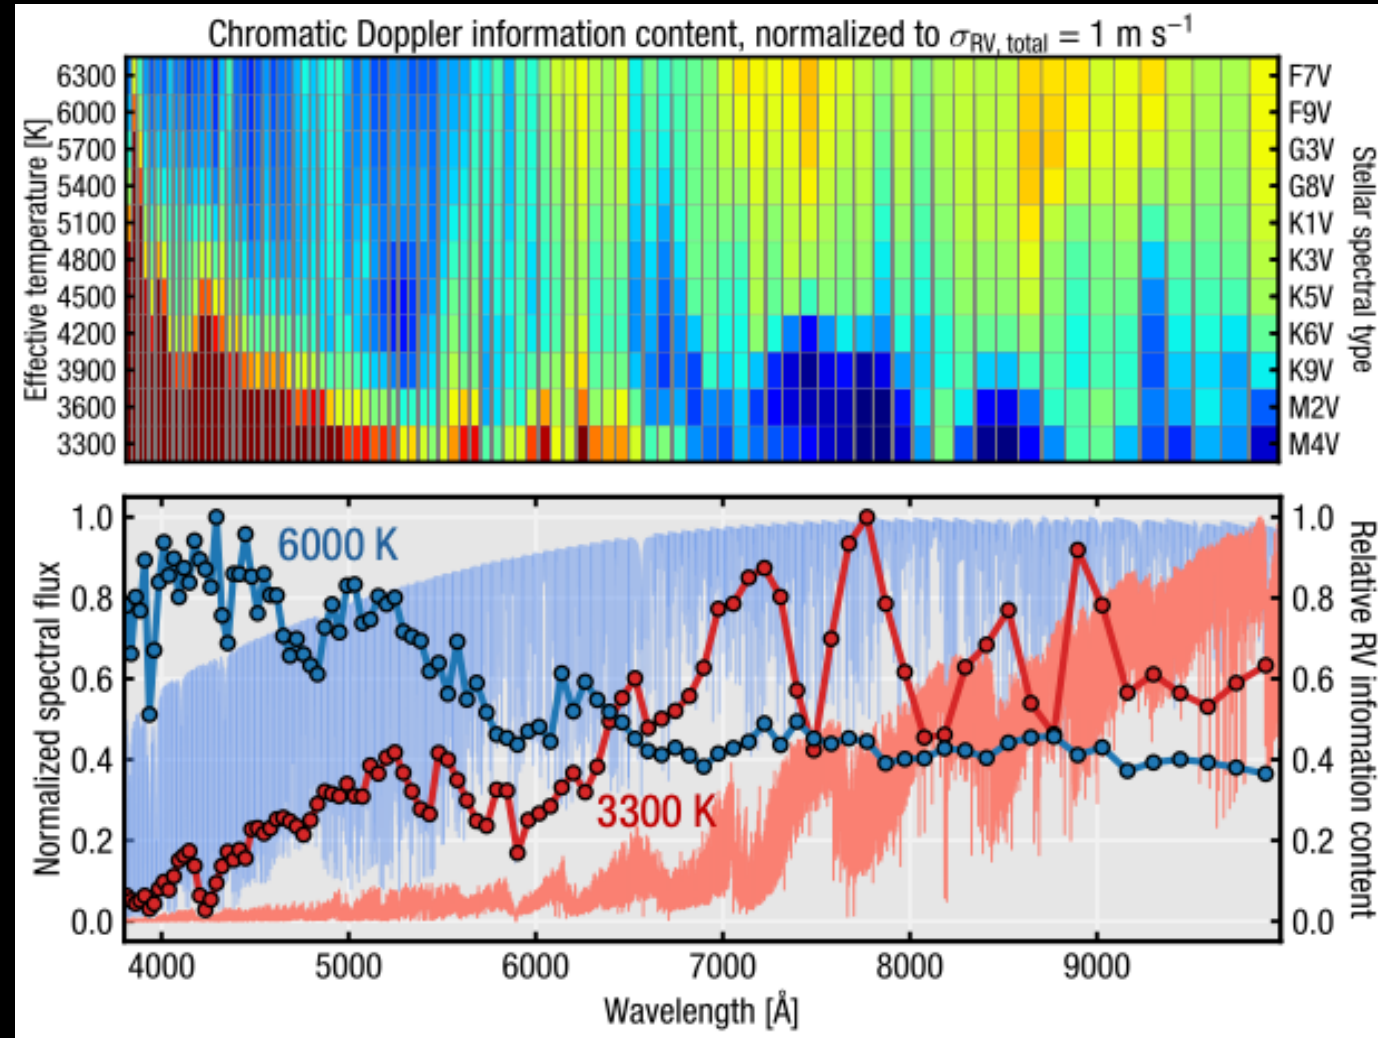 Chromatic Doppler information content, normalized to σRV, total = 1 m s⁻¹
Effective temperature [K]
6300
6000
5700
5400
5100
4800
4500
4200
3900
3600
3300
F7V
F9V
G3V
G8V
K1V
K3V
K5V
K6V
K9V
M2V
M4V
Stellar spectral type
Normalized spectral flux
1.0
0.8
0.6
0.4
0.2
0.0
6000 K
3300 K
1.0
0.8
0.6
0.4
0.2
0.0
Relative RV infomation content
4000 5000 6000 7000 8000 9000
Wavelength [Å]